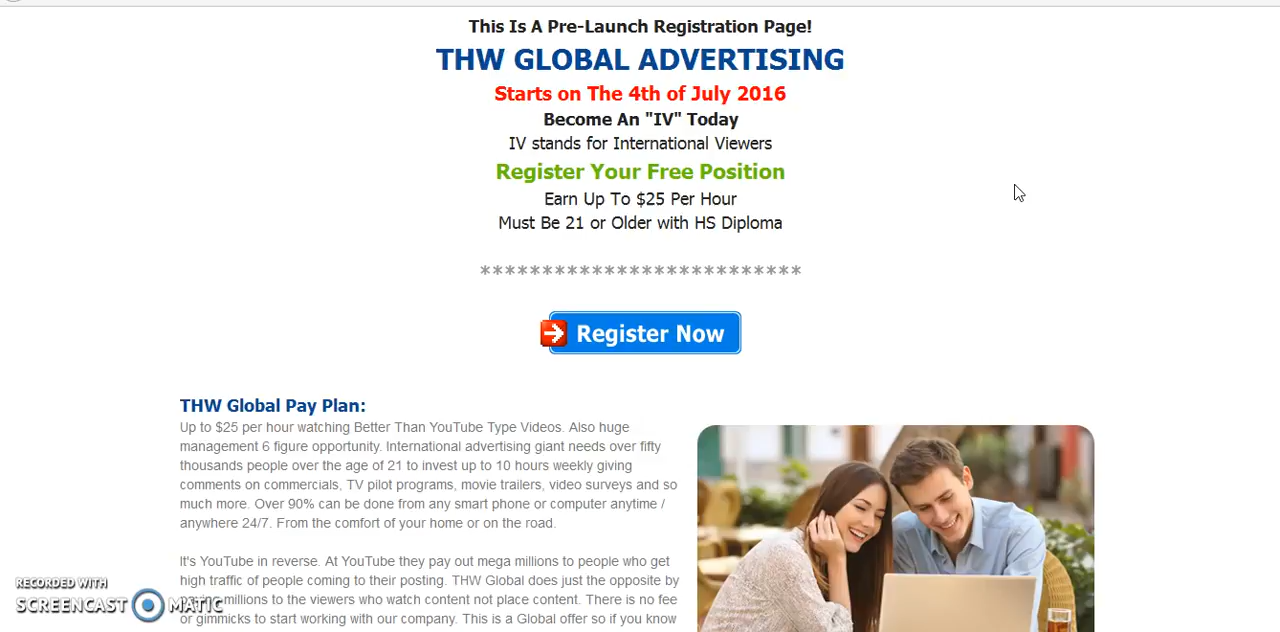 This Is A Pre-Launch Registration Page!
THW GLOBAL ADVERTISING
Starts on The 4th of July 2016
Become An "IV" Today
IV stands for International Viewers
Register Your Free Position
Earn Up To $25 Per Hour
Must Be 21 or Older with HS Diploma
**************************
Register Now
THW Global Pay Plan:
Up to $25 per hour watching Better Than YouTube Type Videos. Also huge
management 6 figure opportunity. International advertising giant needs over fifty
thousands people over the age of 21 to invest up to 10 hours weekly giving
comments on commercials, TV pilot programs, movie trailers, video surveys and so
much more. Over 90% can be done from any smart phone or computer anytime /
anywhere 24/7. From the comfort of your home or on the road.
It's YouTube in reverse. At YouTube they pay out mega millions to people who get
high traffic of people coming to their posting. THW Global does just the opposite by
millions to the viewers who watch content not place content. There is no fee
or gimmicks to start working with our company. This is a Global offer so if you know
RECORDED WITH
SCREENCAST MATIC